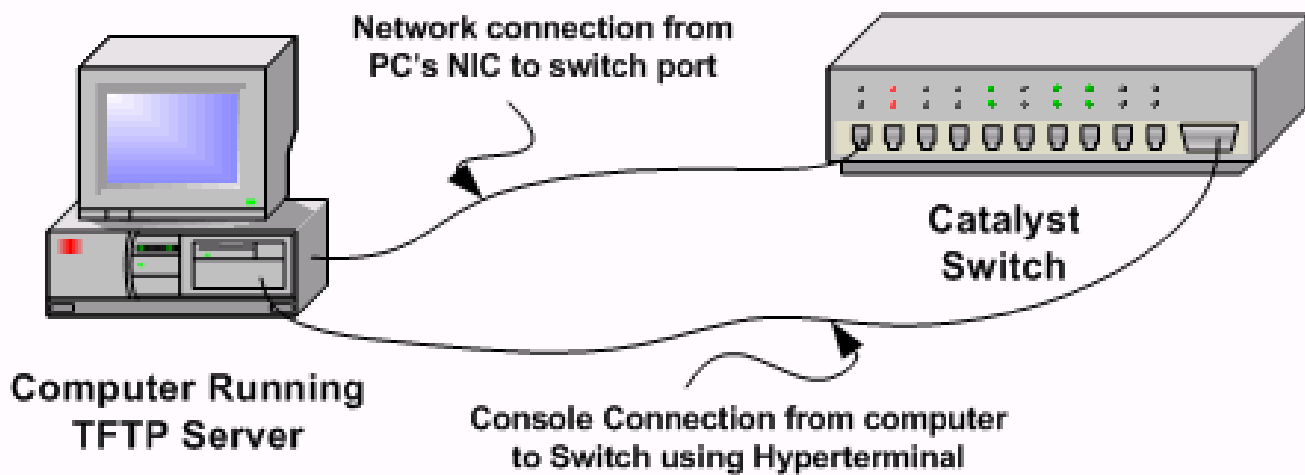 Network connection from
PC's NIC to switch port
Catalyst
Switch
Computer Running
TFTP Server
Console Connection from computer
to Switch using Hyperterminal